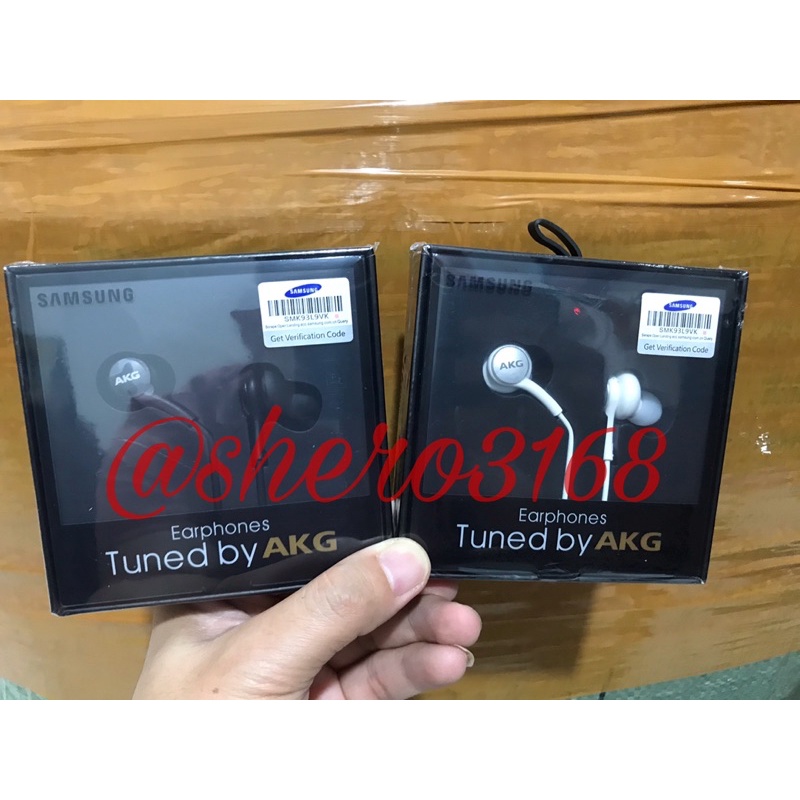 SAMSUNG
SAMSUNG
SMK93L9VK
Get Verification Code
AKG
Earphones
Tuned by AKG
SAMSUNG
SAMSUNG
SMK93L9VK
Get Verification Code
AKG
Earphones
Tuned by AKG
@shero3168